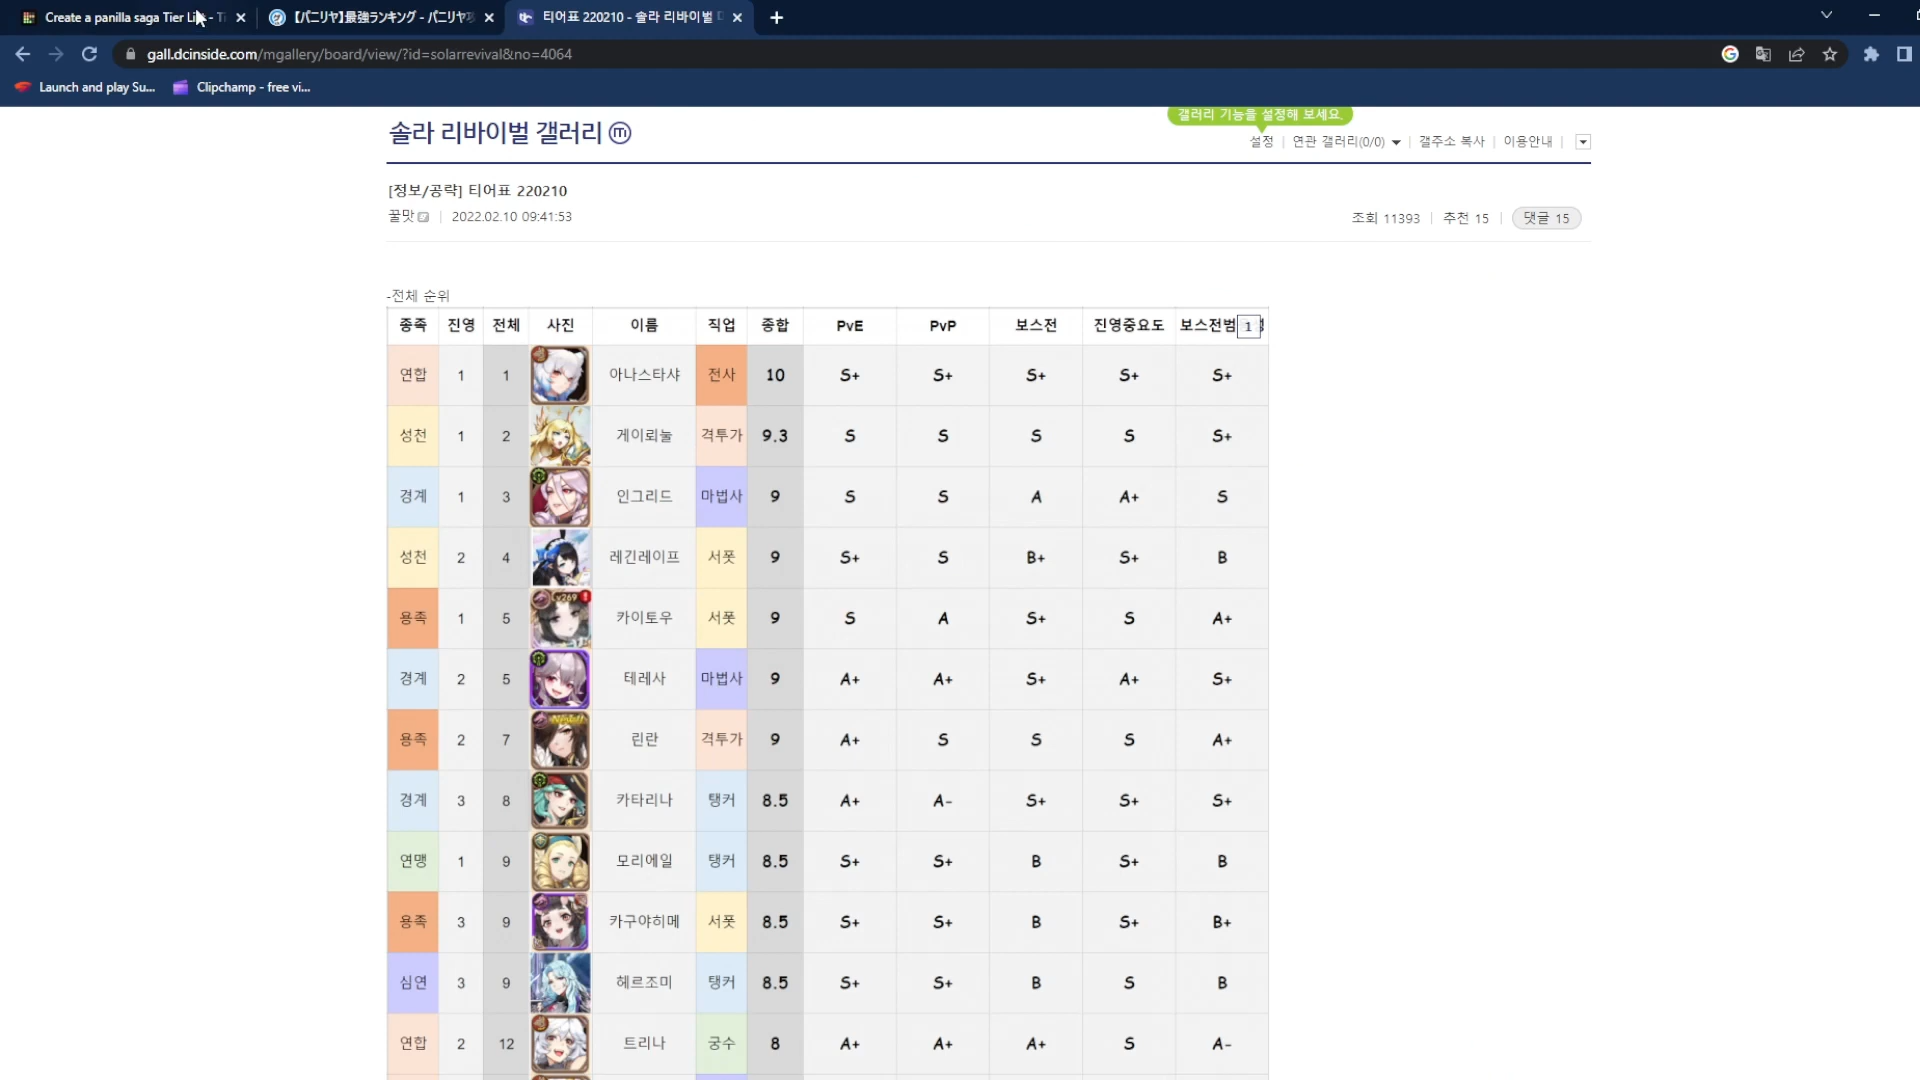 Create a panilla saga Tier Li
【パニリヤ】最強ランキング - パニリヤ
티어표 220210 - 솔라 리바이벌
gall.dcinside.com/mgallery/board/view/?id=solarrevival&no=4064
Launch and play Su... Clipchamp - free vi...
갤러리 기능을 설정해 보세요.
솔라 리바이벌 갤러리 ⓜ
설정 | 연관 갤러리(0/0) | 갤주소 복사 | 이용안내
[정보/공략] 티어표 220210
꿀맛 | 2022.02.10 09:41:53
조회 11393 | 추천 15 | 댓글 15
-전체 순위
종족 진영 전체 사진 이름 직업 종합 PvE PvP 보스전 진영중요도 보스전범 1
연합 1 1 아나스타샤 전사 10 S+ S+ S+ S+ S+
성천 1 2 게이뢰눌 격투가 9.3 S S S S S+
경계 1 3 인그리드 마법사 9 S S A A+ S
성천 2 4 레긴레이프 서폿 9 S+ S B+ S+ B
용족 1 5 v269 카이토우 서폿 9 S A S+ S A+
경계 2 5 테레사 마법사 9 A+ A+ S+ A+ S+
용족 2 7 린란 격투가 9 A+ S S S A+
경계 3 8 카타리나 탱커 8.5 A+ A- S+ S+ S+
연맹 1 9 모리에일 탱커 8.5 S+ S+ B S+ B
용족 3 9 카구야히메 서폿 8.5 S+ S+ B S+ B+
심연 3 9 헤르조미 탱커 8.5 S+ S+ B S B
연합 2 12 트리나 궁수 8 A+ A+ A+ S A-